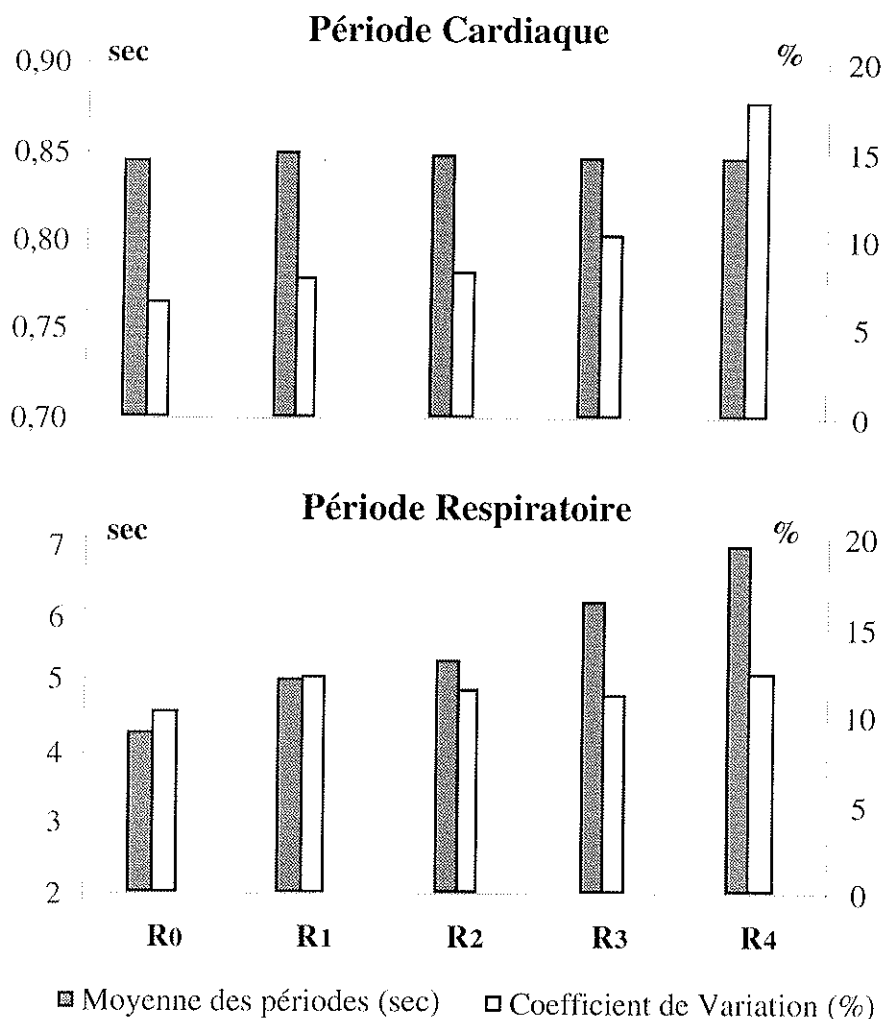 Période Cardiaque
sec %
0,90 20
0,85 15
0,80 10
0,75 5
0,70 0
Période Respiratoire
sec %
7 20
6 15
5
4 10
3 5
2 0
R0 R1 R2 R3 R4
Moyenne des périodes (sec) Coefficient de Variation (%)